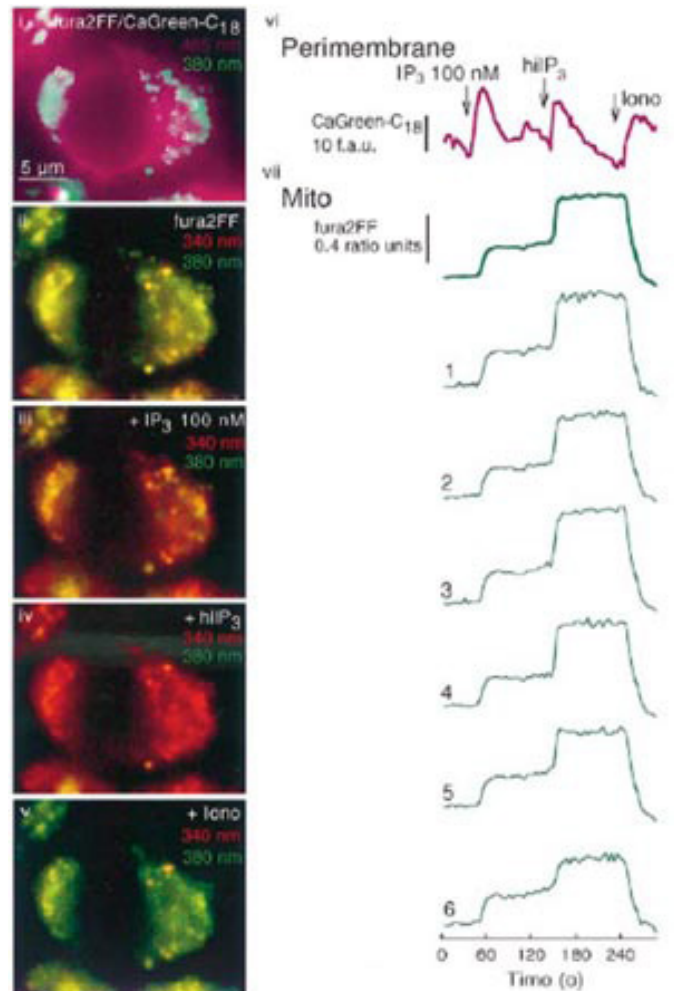 i fura2FF/CaGreen-C18
485 nm
380 nm
5 µm
ii fura2FF
340 nm
380 nm
iii + IP3 100 nM
340 nm
380 nm
iv + hiIP3
340 nm
380 nm
v + Iono
340 nm
380 nm
vi
Perimembrane
IP3 100 nM
hiIP3
Iono
CaGreen-C18
10 f.a.u.
vii
Mito
fura2FF
0.4 ratio units
1
2
3
4
5
6
0 60 120 180 240
Timo (o)